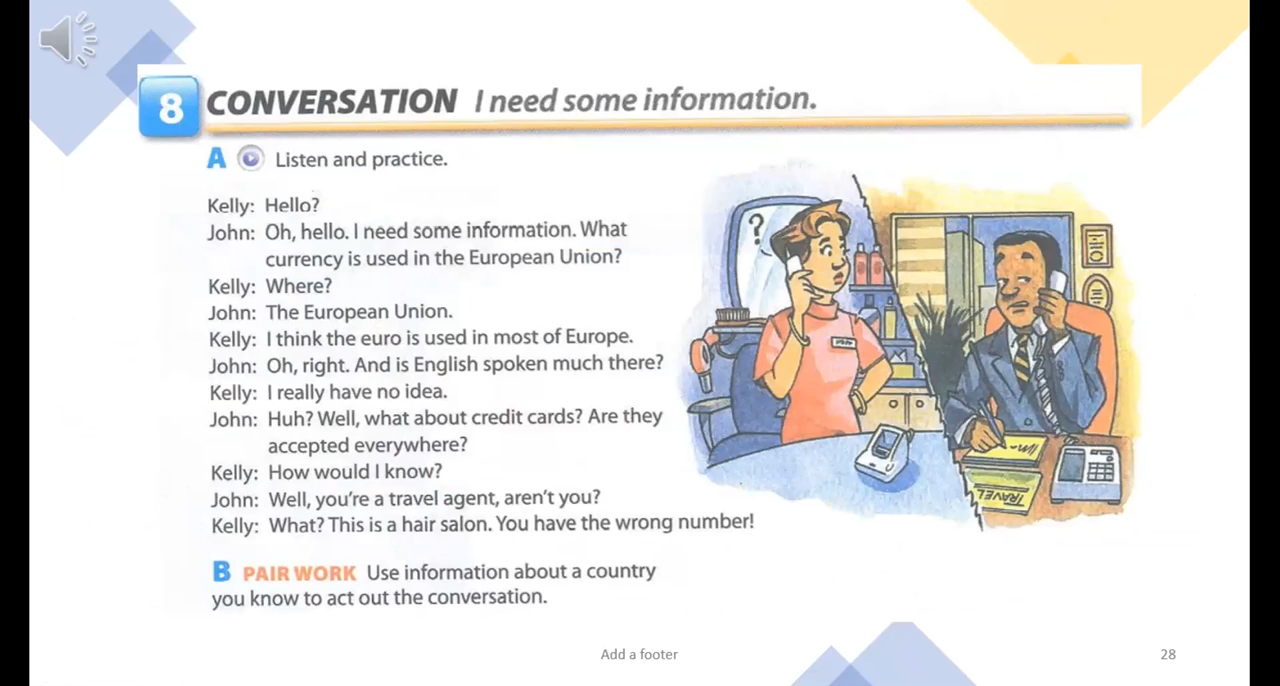 8 CONVERSATION I need some information.
A Listen and practice.
Kelly: Hello?
John: Oh, hello. I need some information. What
currency is used in the European Union?
Kelly: Where?
John: The European Union.
Kelly: I think the euro is used in most of Europe.
John: Oh, right. And is English spoken much there?
Kelly: I really have no idea.
John: Huh? Well, what about credit cards? Are they
accepted everywhere?
Kelly: How would I know?
John: Well, you're a travel agent, aren't you?
Kelly: What? This is a hair salon. You have the wrong number!
?
TRAVEL
B PAIR WORK Use information about a country
you know to act out the conversation.
Add a footer
28